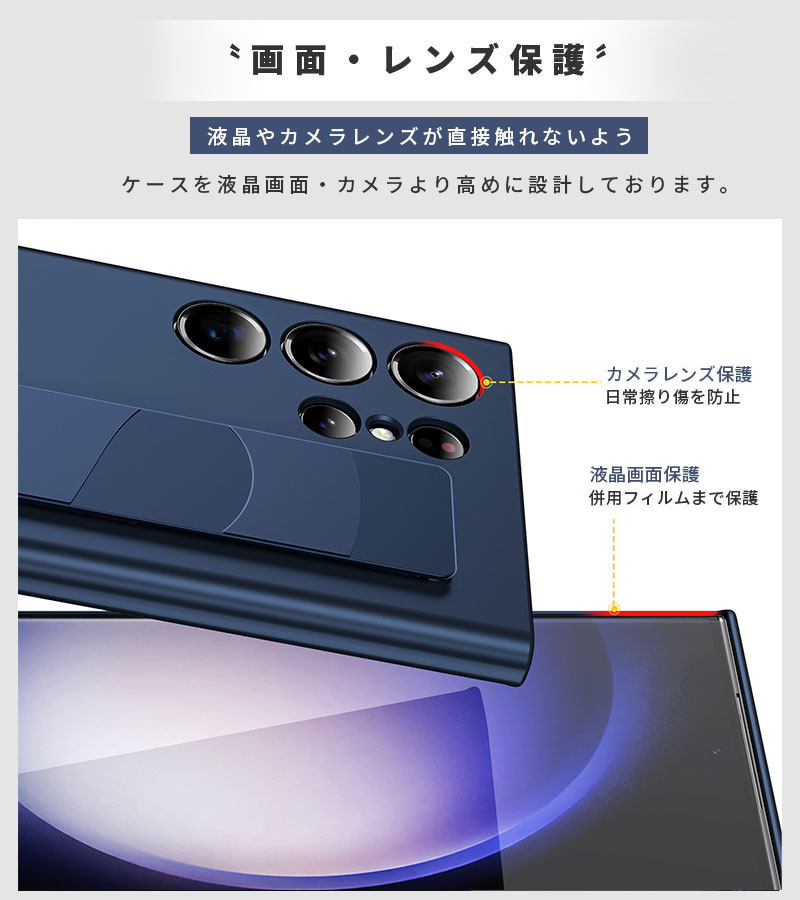 〝画面・レンズ保護〞
液晶やカメラレンズが直接触れないよう
ケースを液晶画面・カメラより高めに設計しております。
カメラレンズ保護
日常擦り傷を防止
液晶画面保護
併用フィルムまで保護